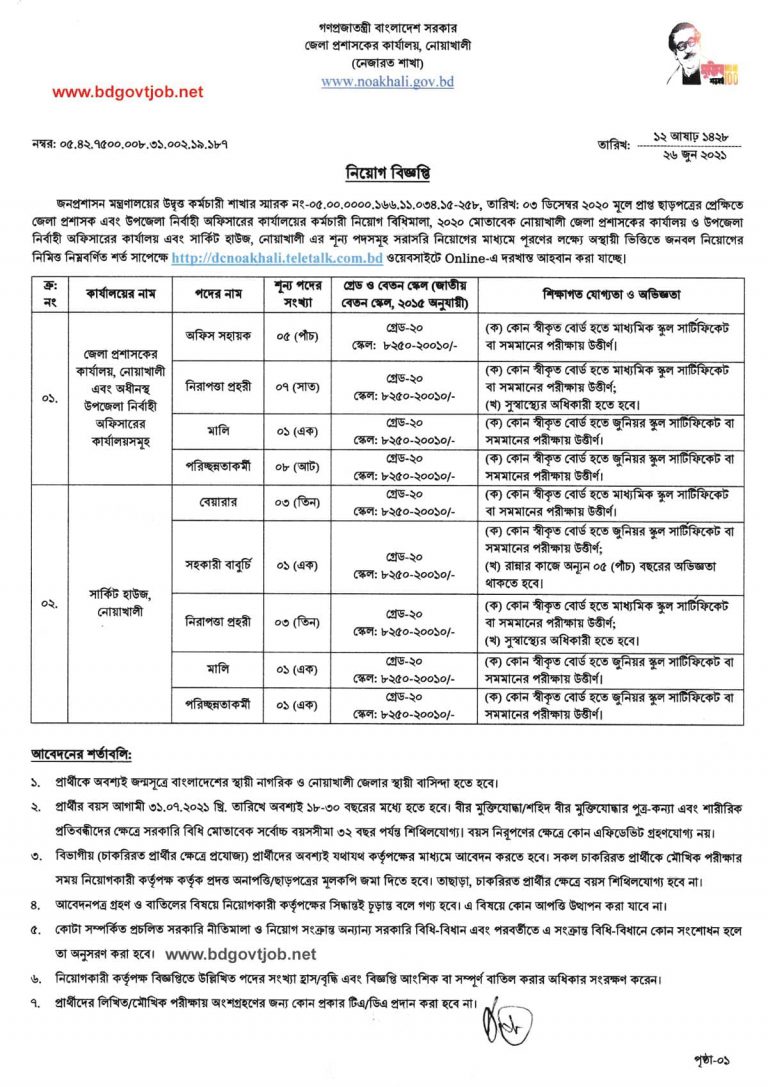 গণপ্রজাতন্ত্রী বাংলাদেশ সরকার
জেলা প্রশাসকের কার্যালয়, নোয়াখালী
(নেজারত শাখা)
www.noakhali.gov.bd
www.bdgovtjob.net
মুজিব
শতবর্ষ 100
নম্বর: ০৫.৪২.৭৫০০.০০৮.৩১.০০২.১৯.১৮৭
তারিখ:
১২ আষাঢ় ১৪২৮
২৬ জুন ২০২১
নিয়োগ বিজ্ঞপ্তি
জনপ্রশাসন মন্ত্রণালয়ের উদ্বৃত্ত কর্মচারী শাখার স্মারক নং-০৫.০০.০০০০.১৬৬.১১.০৩৪.১৫-২৫৮, তারিখ: ০৩ ডিসেম্বর ২০২০ মূলে প্রাপ্ত ছাড়পত্রের প্রেক্ষিতে
জেলা প্রশাসক এবং উপজেলা নির্বাহী অফিসারের কার্যালয়ের কর্মচারী নিয়োগ বিধিমালা, ২০২০ মোতাবেক নোয়াখালী জেলা প্রশাসকের কার্যালয় ও উপজেলা
নির্বাহী অফিসারের কার্যালয় এবং সার্কিট হাউজ, নোয়াখালী এর শূন্য পদসমূহ সরাসরি নিয়োগের মাধ্যমে পূরণের লক্ষ্যে অস্থায়ী ভিত্তিতে জনবল নিয়োগের
নিমিত্ত নিম্নবর্ণিত শর্ত সাপেক্ষে http://dcnoakhali.teletalk.com.bd ওয়েবসাইটে Online-এ দরখাস্ত আহবান করা যাচ্ছে।
ক্র: নং
কার্যালয়ের নাম
পদের নাম
শূন্য পদের সংখ্যা
গ্রেড ও বেতন স্কেল (জাতীয় বেতন স্কেল, ২০১৫ অনুযায়ী)
শিক্ষাগত যোগ্যতা ও অভিজ্ঞতা
০১.
জেলা প্রশাসকের
কার্যালয়, নোয়াখালী
এবং অধীনস্থ
উপজেলা নির্বাহী
অফিসারের
কার্যালয়সমূহ
অফিস সহায়ক
০৫ (পাঁচ)
গ্রেড-২০
স্কেল: ৮২৫০-২০০১০/-
(ক) কোন স্বীকৃত বোর্ড হতে মাধ্যমিক স্কুল সার্টিফিকেট
বা সমমানের পরীক্ষায় উত্তীর্ণ।
নিরাপত্তা প্রহরী
০৭ (সাত)
গ্রেড-২০
স্কেল: ৮২৫০-২০০১০/-
(ক) কোন স্বীকৃত বোর্ড হতে মাধ্যমিক স্কুল সার্টিফিকেট
বা সমমানের পরীক্ষায় উত্তীর্ণ;
(খ) সুস্বাস্থ্যের অধিকারী হতে হবে।
মালি
০১ (এক)
গ্রেড-২০
স্কেল: ৮২৫০-২০০১০/-
(ক) কোন স্বীকৃত বোর্ড হতে জুনিয়র স্কুল সার্টিফিকেট বা
সমমানের পরীক্ষায় উত্তীর্ণ।
পরিচ্ছন্নতাকর্মী
০৮ (আট)
গ্রেড-২০
স্কেল: ৮২৫০-২০০১০/-
(ক) কোন স্বীকৃত বোর্ড হতে জুনিয়র স্কুল সার্টিফিকেট বা
সমমানের পরীক্ষায় উত্তীর্ণ।
০২.
সার্কিট হাউজ,
নোয়াখালী
বেয়ারার
০৩ (তিন)
গ্রেড-২০
স্কেল: ৮২৫০-২০০১০/-
(ক) কোন স্বীকৃত বোর্ড হতে মাধ্যমিক স্কুল সার্টিফিকেট
বা সমমানের পরীক্ষায় উত্তীর্ণ।
সহকারী বাবুর্চি
০১ (এক)
গ্রেড-২০
স্কেল: ৮২৫০-২০০১০/-
(ক) কোন স্বীকৃত বোর্ড হতে জুনিয়র স্কুল সার্টিফিকেট বা
সমমানের পরীক্ষায় উত্তীর্ণ;
(খ) রান্নার কাজে অন্যূন ০৫ (পাঁচ) বছরের অভিজ্ঞতা
থাকতে হবে।
নিরাপত্তা প্রহরী
০৩ (তিন)
গ্রেড-২০
স্কেল: ৮২৫০-২০০১০/-
(ক) কোন স্বীকৃত বোর্ড হতে মাধ্যমিক স্কুল সার্টিফিকেট
বা সমমানের পরীক্ষায় উত্তীর্ণ;
(খ) সুস্বাস্থ্যের অধিকারী হতে হবে।
মালি
০১ (এক)
গ্রেড-২০
স্কেল: ৮২৫০-২০০১০/-
(ক) কোন স্বীকৃত বোর্ড হতে জুনিয়র স্কুল সার্টিফিকেট বা
সমমানের পরীক্ষায় উত্তীর্ণ।
পরিচ্ছন্নতাকর্মী
০১ (এক)
গ্রেড-২০
স্কেল: ৮২৫০-২০০১০/-
(ক) কোন স্বীকৃত বোর্ড হতে জুনিয়র স্কুল সার্টিফিকেট বা
সমমানের পরীক্ষায় উত্তীর্ণ।
আবেদনের শর্তাবলি:
১. প্রার্থীকে অবশ্যই জন্মসূত্রে বাংলাদেশের স্থায়ী নাগরিক ও নোয়াখালী জেলার স্থায়ী বাসিন্দা হতে হবে।
২. প্রার্থীর বয়স আগামী ৩১.০৭.২০২১ খ্রি. তারিখে অবশ্যই ১৮-৩০ বছরের মধ্যে হতে হবে। বীর মুক্তিযোদ্ধা/শহিদ বীর মুক্তিযোদ্ধার পুত্র-কন্যা এবং শারীরিক
প্রতিবন্ধীদের ক্ষেত্রে সরকারি বিধি মোতাবেক সর্বোচ্চ বয়সসীমা ৩২ বছর পর্যন্ত শিথিলযোগ্য। বয়স নিরূপণের ক্ষেত্রে কোন এফিডেভিট গ্রহণযোগ্য নয়।
৩. বিভাগীয় (চাকরিরত প্রার্থীর ক্ষেত্রে প্রযোজ্য) প্রার্থীদের অবশ্যই যথাযথ কর্তৃপক্ষের মাধ্যমে আবেদন করতে হবে। সকল চাকরিরত প্রার্থীকে মৌখিক পরীক্ষার
সময় নিয়োগকারী কর্তৃপক্ষ কর্তৃক প্রদত্ত অনাপত্তি/ছাড়পত্রের মূলকপি জমা দিতে হবে। তাছাড়া, চাকরিরত প্রার্থীর ক্ষেত্রে বয়স শিথিলযোগ্য হবে না।
৪. আবেদনপত্র গ্রহণ ও বাতিলের বিষয়ে নিয়োগকারী কর্তৃপক্ষের সিদ্ধান্তই চূড়ান্ত বলে গণ্য হবে। এ বিষয়ে কোন আপত্তি উত্থাপন করা যাবে না।
৫. কোটা সম্পর্কিত প্রচলিত সরকারি নীতিমালা ও নিয়োগ সংক্রান্ত অন্যান্য সরকারি বিধি-বিধান এবং পরবর্তীতে এ সংক্রান্ত বিধি-বিধানে কোন সংশোধন হলে
তা অনুসরণ করা হবে। www.bdgovtjob.net
৬. নিয়োগকারী কর্তৃপক্ষ বিজ্ঞপ্তিতে উল্লিখিত পদের সংখ্যা হ্রাস/বৃদ্ধি এবং বিজ্ঞপ্তি আংশিক বা সম্পূর্ণ বাতিল করার অধিকার সংরক্ষণ করেন।
৭. প্রার্থীদের লিখিত/মৌখিক পরীক্ষায় অংশগ্রহণের জন্য কোন প্রকার টিএ/ডিএ প্রদান করা হবে না।
পৃষ্ঠা-০১